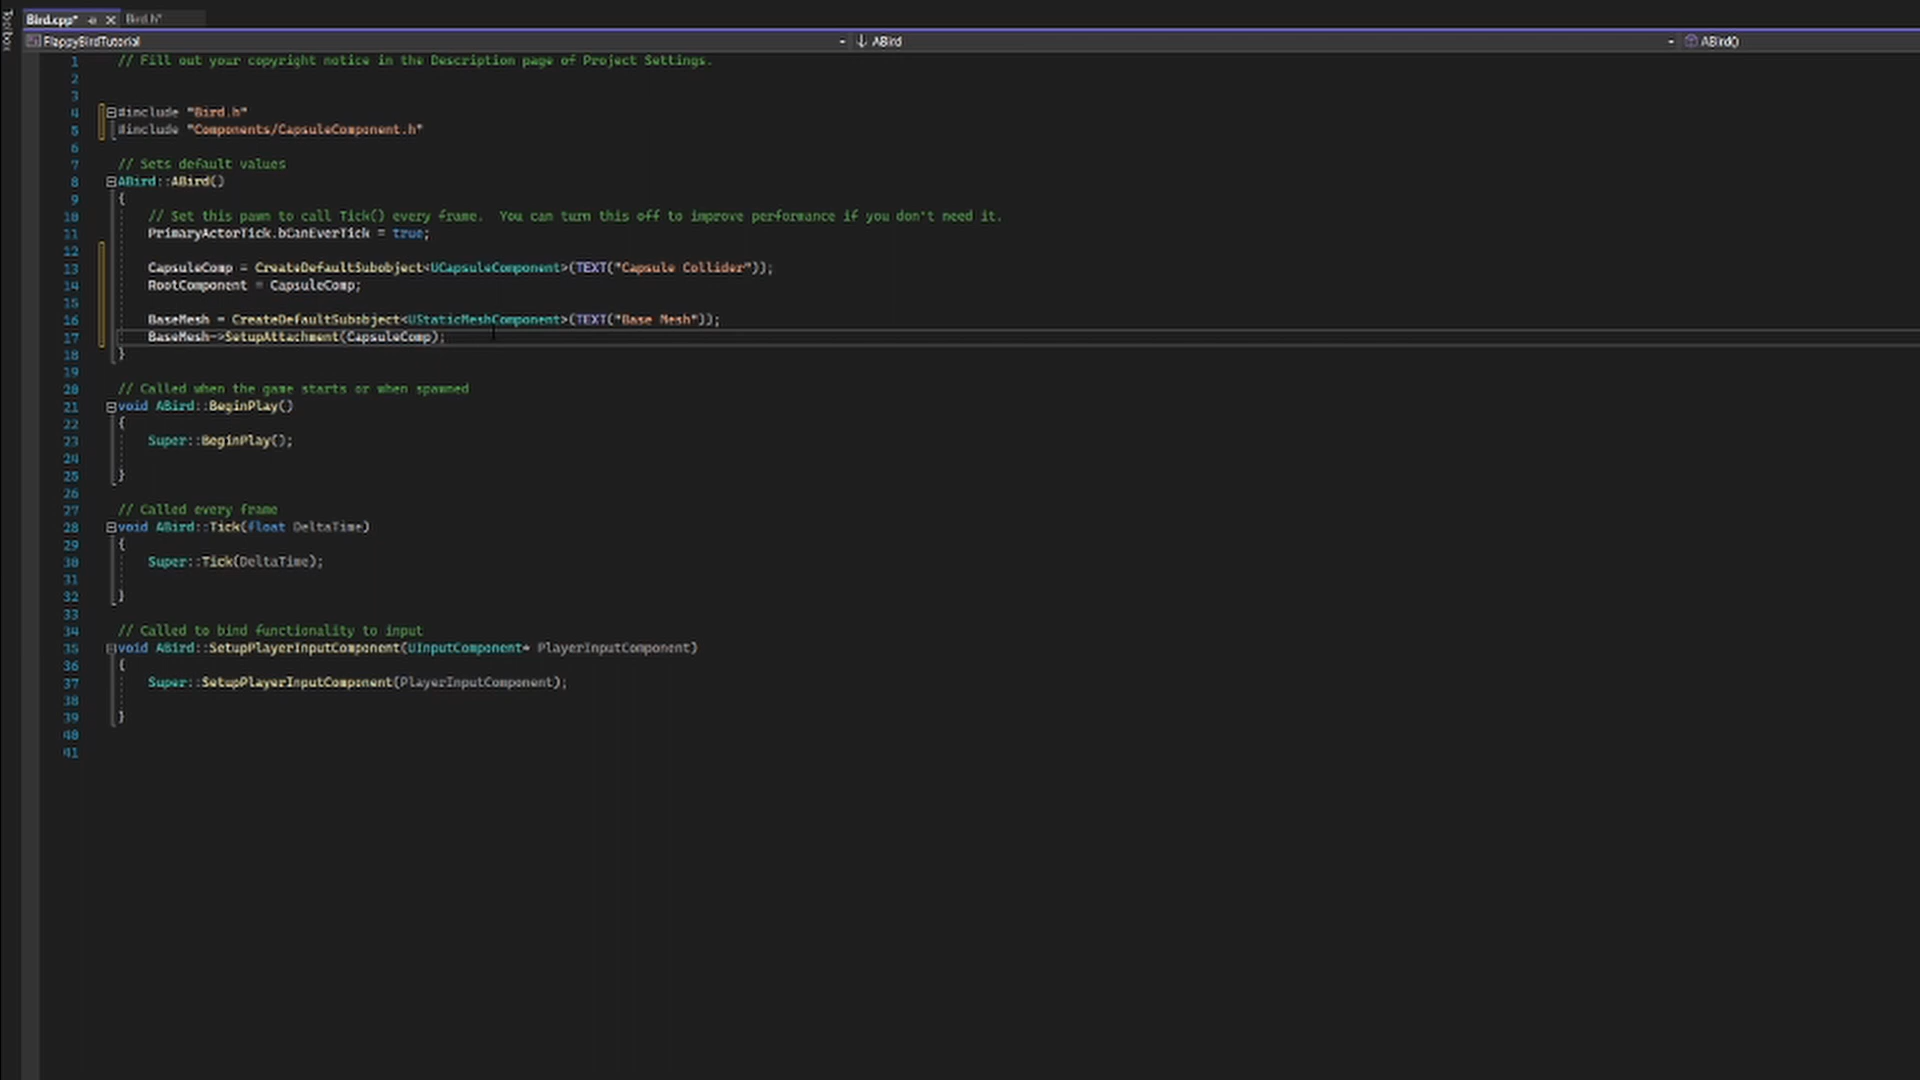 Toolbox
Bird.cpp* Bird.h*
FlappyBirdTutorial ABird ABird()
1 // Fill out your copyright notice in the Description page of Project Settings.
2
3
4 #include "Bird.h"
5 #include "Components/CapsuleComponent.h"
6
7 // Sets default values
8 ABird::ABird()
9 {
10 // Set this pawn to call Tick() every frame.  You can turn this off to improve performance if you don't need it.
11 PrimaryActorTick.bCanEverTick = true;
12
13 CapsuleComp = CreateDefaultSubobject<UCapsuleComponent>(TEXT("Capsule Collider"));
14 RootComponent = CapsuleComp;
15
16 BaseMesh = CreateDefaultSubobject<UStaticMeshComponent>(TEXT("Base Mesh"));
17 BaseMesh->SetupAttachment(CapsuleComp);
18 }
19
20 // Called when the game starts or when spawned
21 void ABird::BeginPlay()
22 {
23 Super::BeginPlay();
24
25 }
26
27 // Called every frame
28 void ABird::Tick(float DeltaTime)
29 {
30 Super::Tick(DeltaTime);
31
32 }
33
34 // Called to bind functionality to input
35 void ABird::SetupPlayerInputComponent(UInputComponent* PlayerInputComponent)
36 {
37 Super::SetupPlayerInputComponent(PlayerInputComponent);
38
39 }
40
41